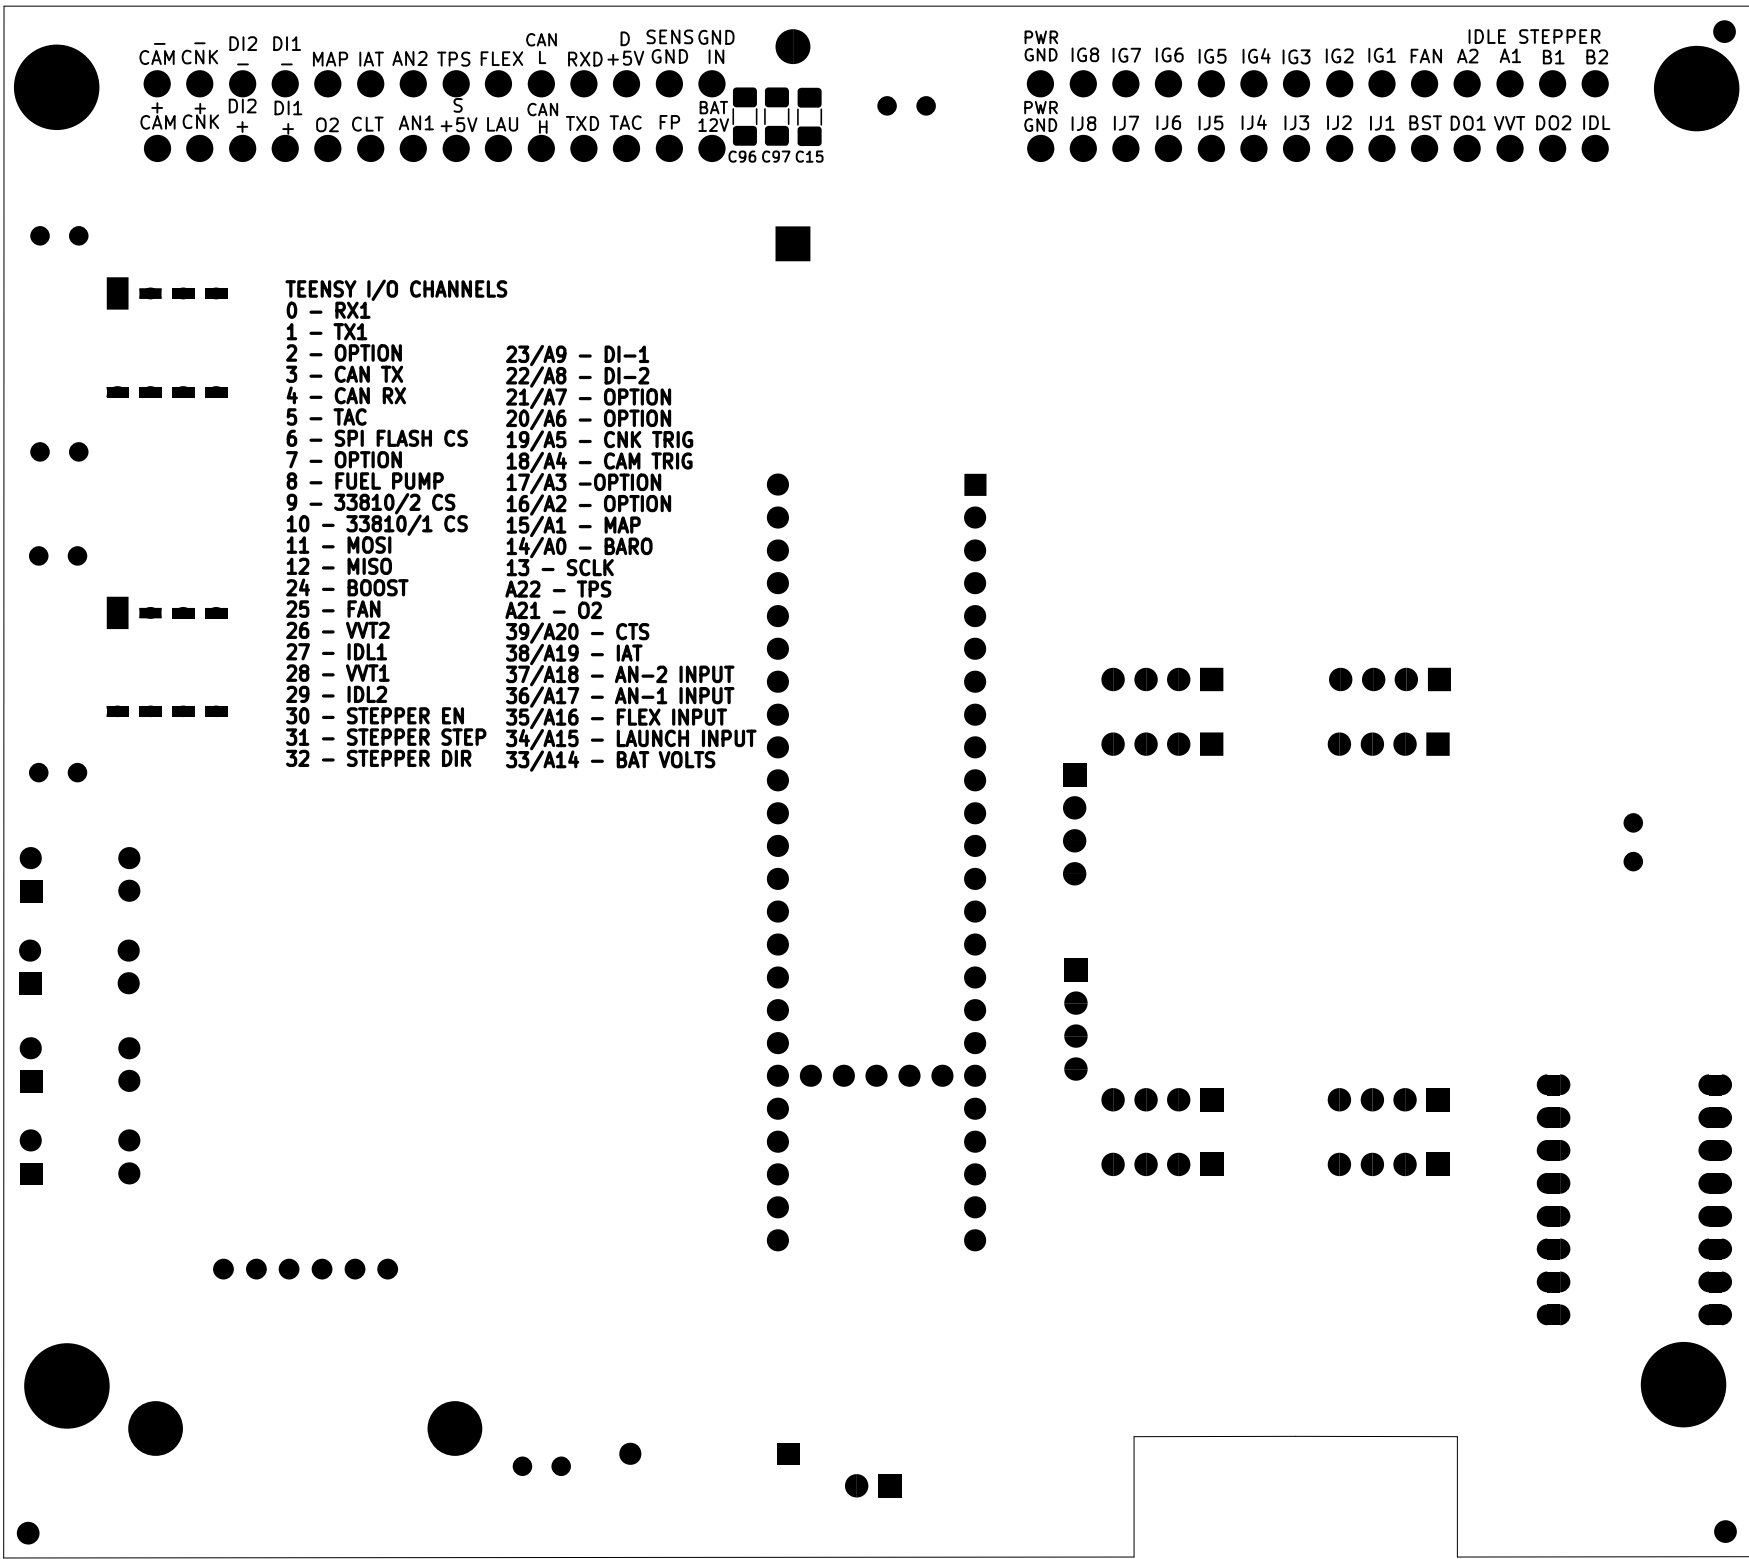 – CAM
– CNK
DI2 –
DI1 –
MAP IAT AN2 TPS FLEX
CAN L
RXD
D +5V
SENS GND
GND IN
+ CAM
+ CNK
DI2 +
DI1 +
O2 CLT AN1
S +5V
LAU
CAN H
TXD TAC FP
BAT 12V
C96 C97 C15
IDLE STEPPER
PWR GND
IG8 IG7 IG6 IG5 IG4 IG3 IG2 IG1 FAN A2 A1 B1 B2
PWR GND
IJ8 IJ7 IJ6 IJ5 IJ4 IJ3 IJ2 IJ1 BST DO1 VVT DO2 IDL
TEENSY I/O CHANNELS
0 – RX1
1 – TX1
2 – OPTION
3 – CAN TX
4 – CAN RX
5 – TAC
6 – SPI FLASH CS
7 – OPTION
8 – FUEL PUMP
9 – 33810/2 CS
10 – 33810/1 CS
11 – MOSI
12 – MISO
24 – BOOST
25 – FAN
26 – VVT2
27 – IDL1
28 – VVT1
29 – IDL2
30 – STEPPER EN
31 – STEPPER STEP
32 – STEPPER DIR
23/A9 – DI–1
22/A8 – DI–2
21/A7 – OPTION
20/A6 – OPTION
19/A5 – CNK TRIG
18/A4 – CAM TRIG
17/A3 –OPTION
16/A2 – OPTION
15/A1 – MAP
14/A0 – BARO
13 – SCLK
A22 – TPS
A21 – O2
39/A20 – CTS
38/A19 – IAT
37/A18 – AN–2 INPUT
36/A17 – AN–1 INPUT
35/A16 – FLEX INPUT
34/A15 – LAUNCH INPUT
33/A14 – BAT VOLTS